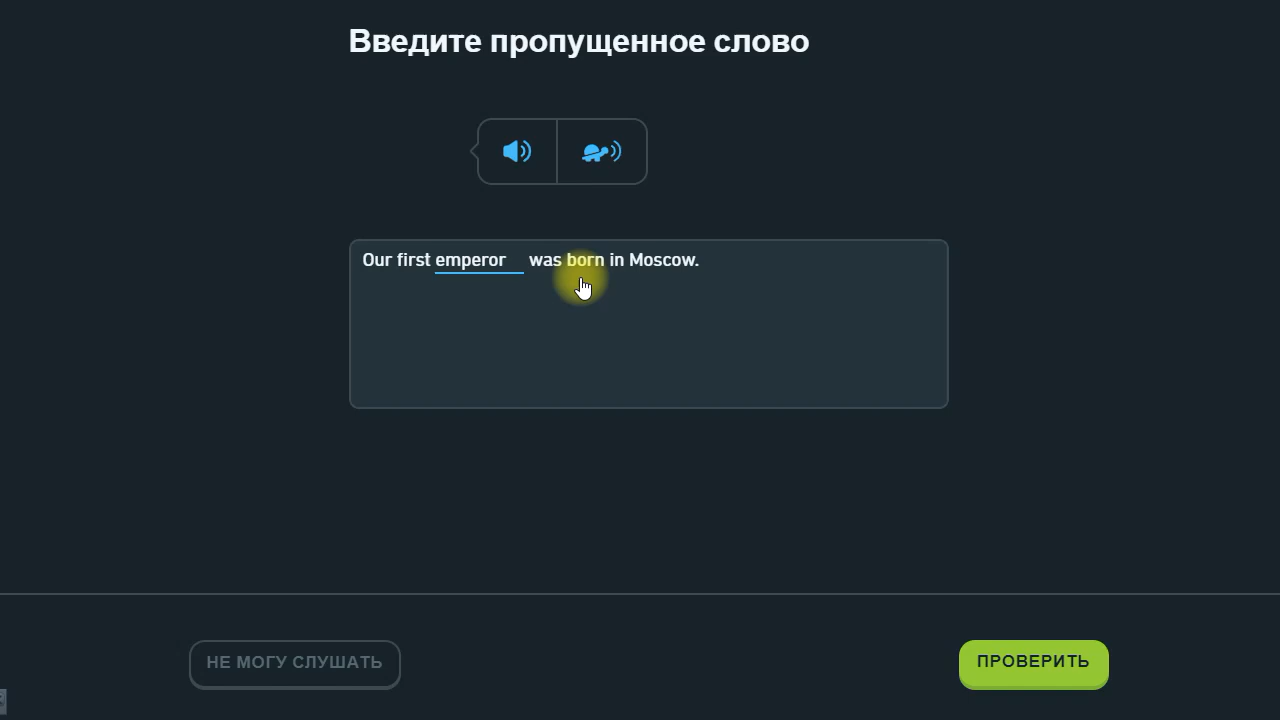 Введите пропущенное слово
Our first emperor was born in Moscow.
НЕ МОГУ СЛУШАТЬ
ПРОВЕРИТЬ